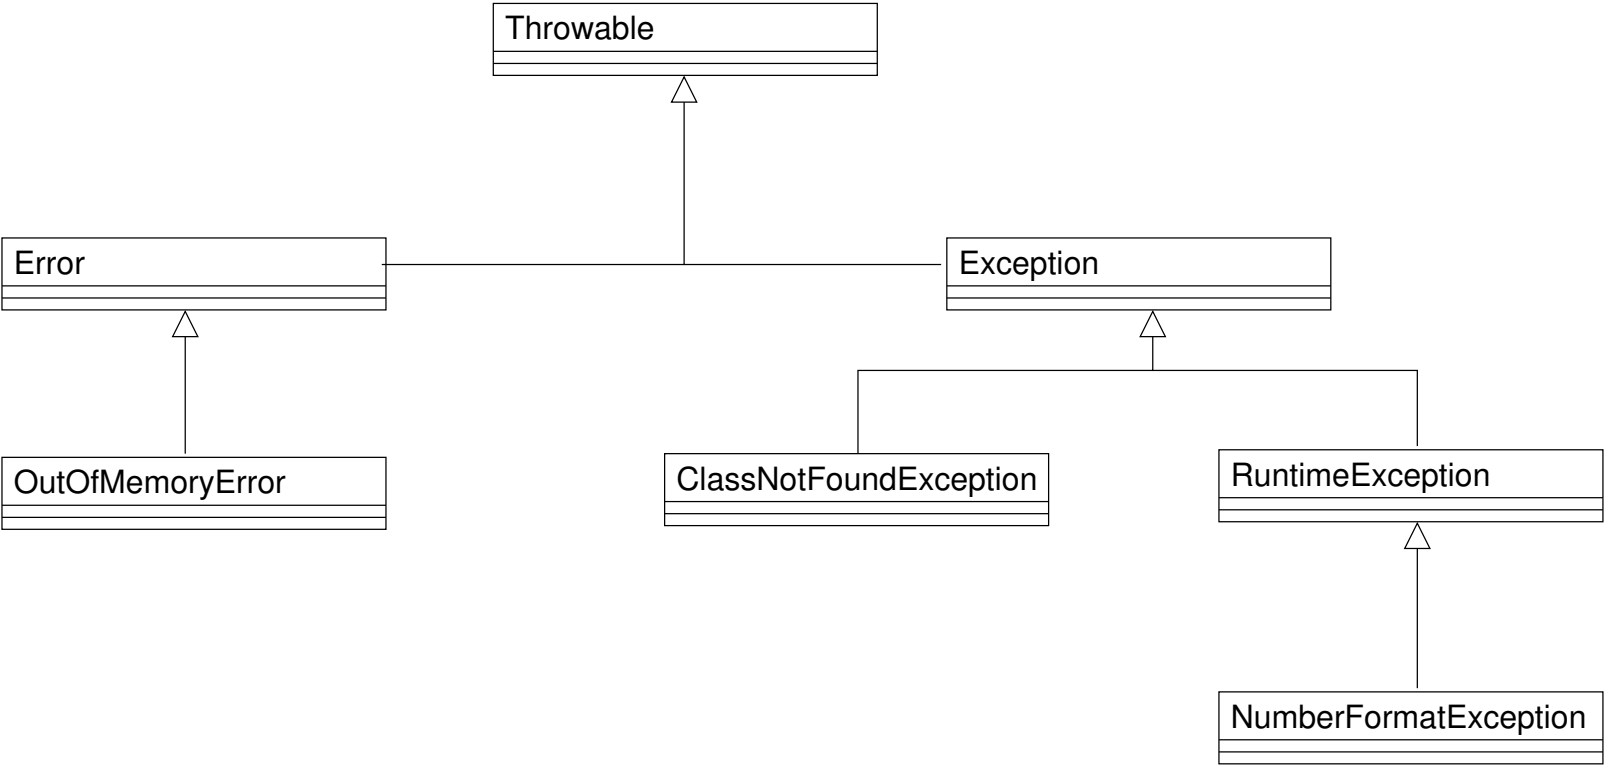 Throwable
Error
Exception
OutOfMemoryError
ClassNotFoundException
RuntimeException
NumberFormatException